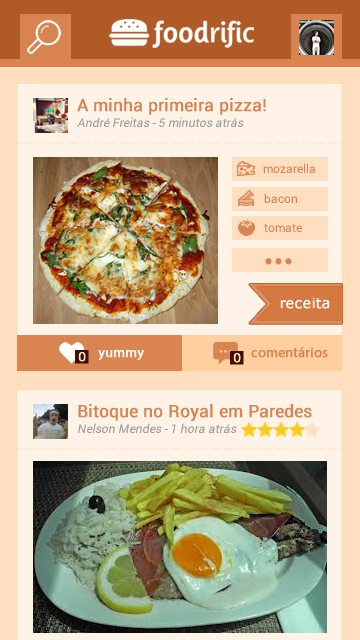 foodrific
A minha primeira pizza!
André Freitas - 5 minutos atrás
mozarella
bacon
tomate
receita
0 yummy
0 comentários
Bitoque no Royal em Paredes
Nelson Mendes - 1 hora atrás